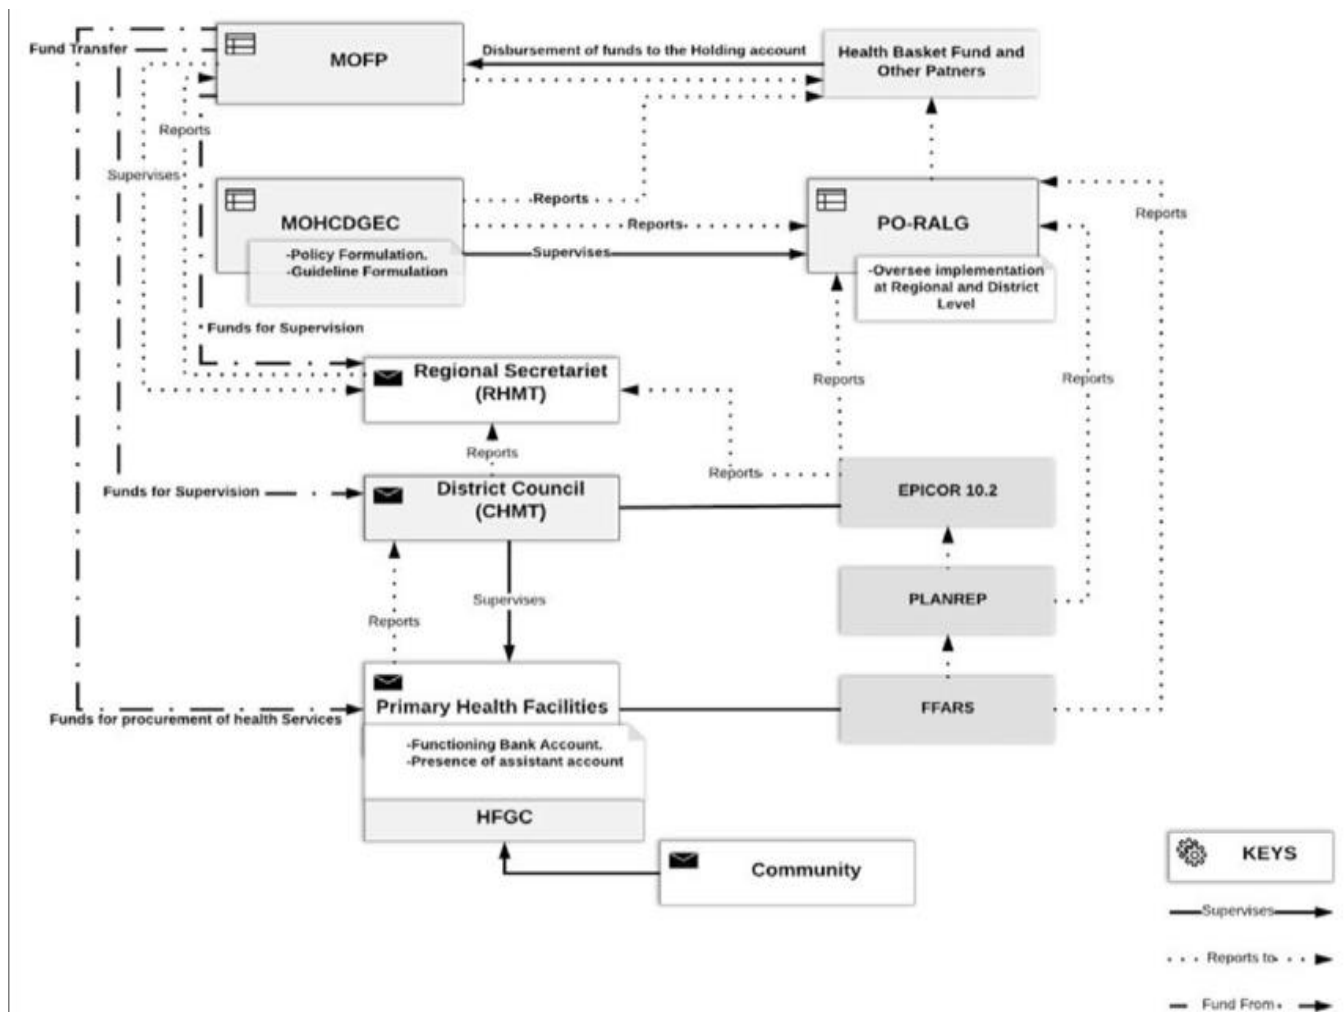 Fund Transfer
MOFP
Disbursement of funds to the Holding account
Health Basket Fund and
Other Patners
Reports
Supervises
MOHCDGEC
-Policy Formulation.
-Guideline Formulation
Reports
Reports
Supervises
PO-RALG
-Oversee implementation
at Regional and District
Level
Reports
Funds for Supervision
Regional Secretariet
(RHMT)
Reports
Reports
Reports
Reports
Funds for Supervision
District Council
(CHMT)
EPICOR 10.2
Supervises
PLANREP
Reports
Primary Health Facilities
FFARS
Funds for procurement of health Services
-Functioning Bank Account.
-Presence of assistant account
HFGC
Community
KEYS
Supervises
Reports to
Fund From